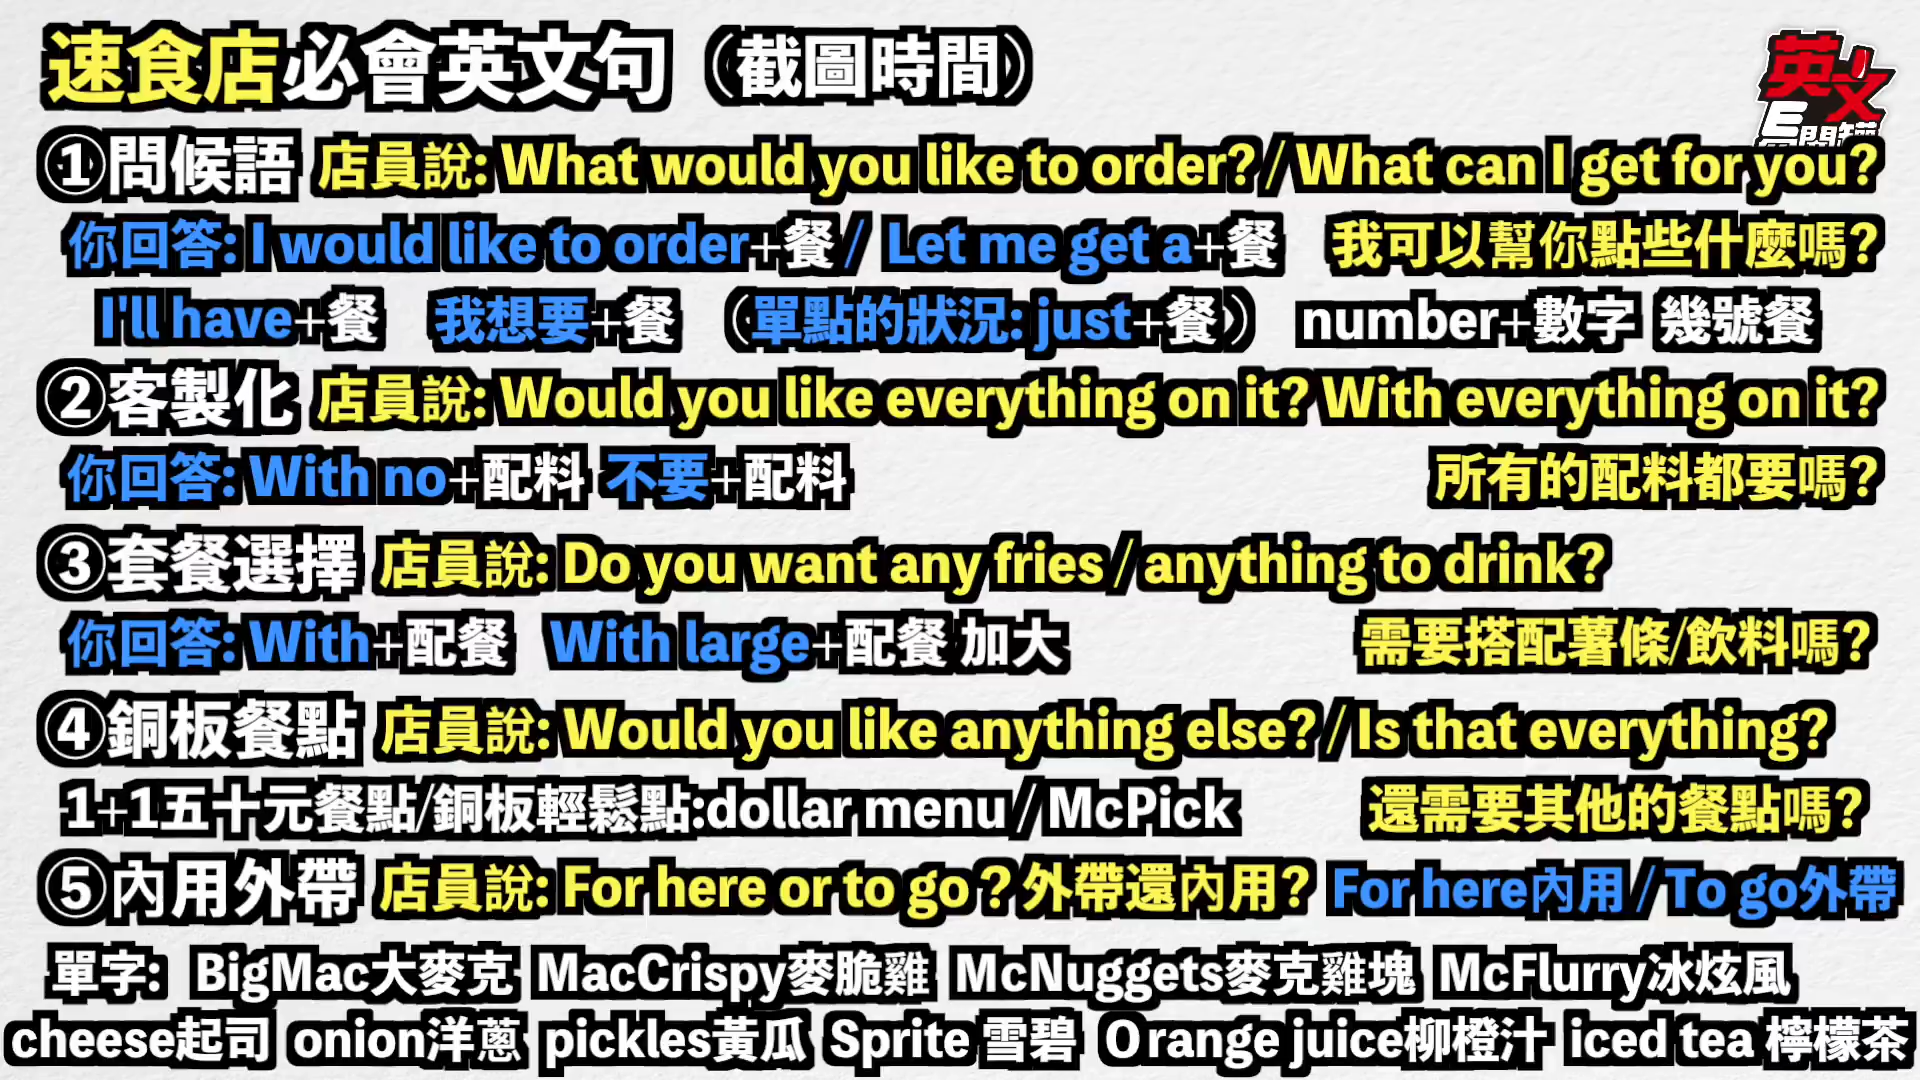 速食店必會英文句（截圖時間）
英文
E開罐
①問候語 店員說: What would you like to order? / What can I get for you?
你回答: I would like to order+餐 / Let me get a+餐 我可以幫你點些什麼嗎?
I'll have+餐 我想要+餐 （單點的狀況: just+餐） number+數字 幾號餐
②客製化 店員說: Would you like everything on it? With everything on it?
你回答: With no+配料 不要+配料 所有的配料都要嗎?
③套餐選擇 店員說: Do you want any fries / anything to drink?
你回答: With+配餐 With large+配餐 加大 需要搭配薯條/飲料嗎?
④銅板餐點 店員說: Would you like anything else? / Is that everything?
1+1五十元餐點/銅板輕鬆點:dollar menu / McPick 還需要其他的餐點嗎?
⑤內用外帶 店員說: For here or to go？外帶還內用? For here內用 / To go外帶
單字: BigMac大麥克 MacCrispy麥脆雞 McNuggets麥克雞塊 McFlurry冰炫風
cheese起司 onion洋蔥 pickles黃瓜 Sprite 雪碧 Orange juice柳橙汁 iced tea 檸檬茶